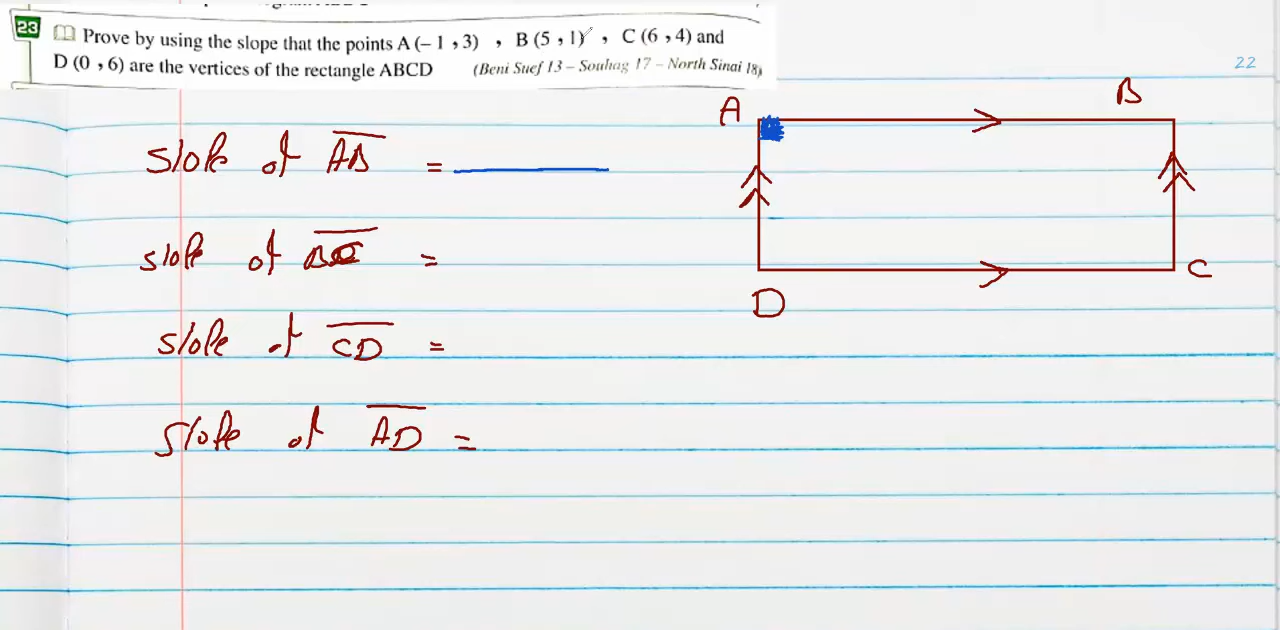 23 Prove by using the slope that the points A (– 1 , 3) , B (5 , 1) , C (6 , 4) and
D (0 , 6) are the vertices of the rectangle ABCD (Beni Suef 13 – Souhag 17 – North Sinai 18)
22
A B
slope of AB =
slope of BC =
C
D
slope of CD =
slope of AD =